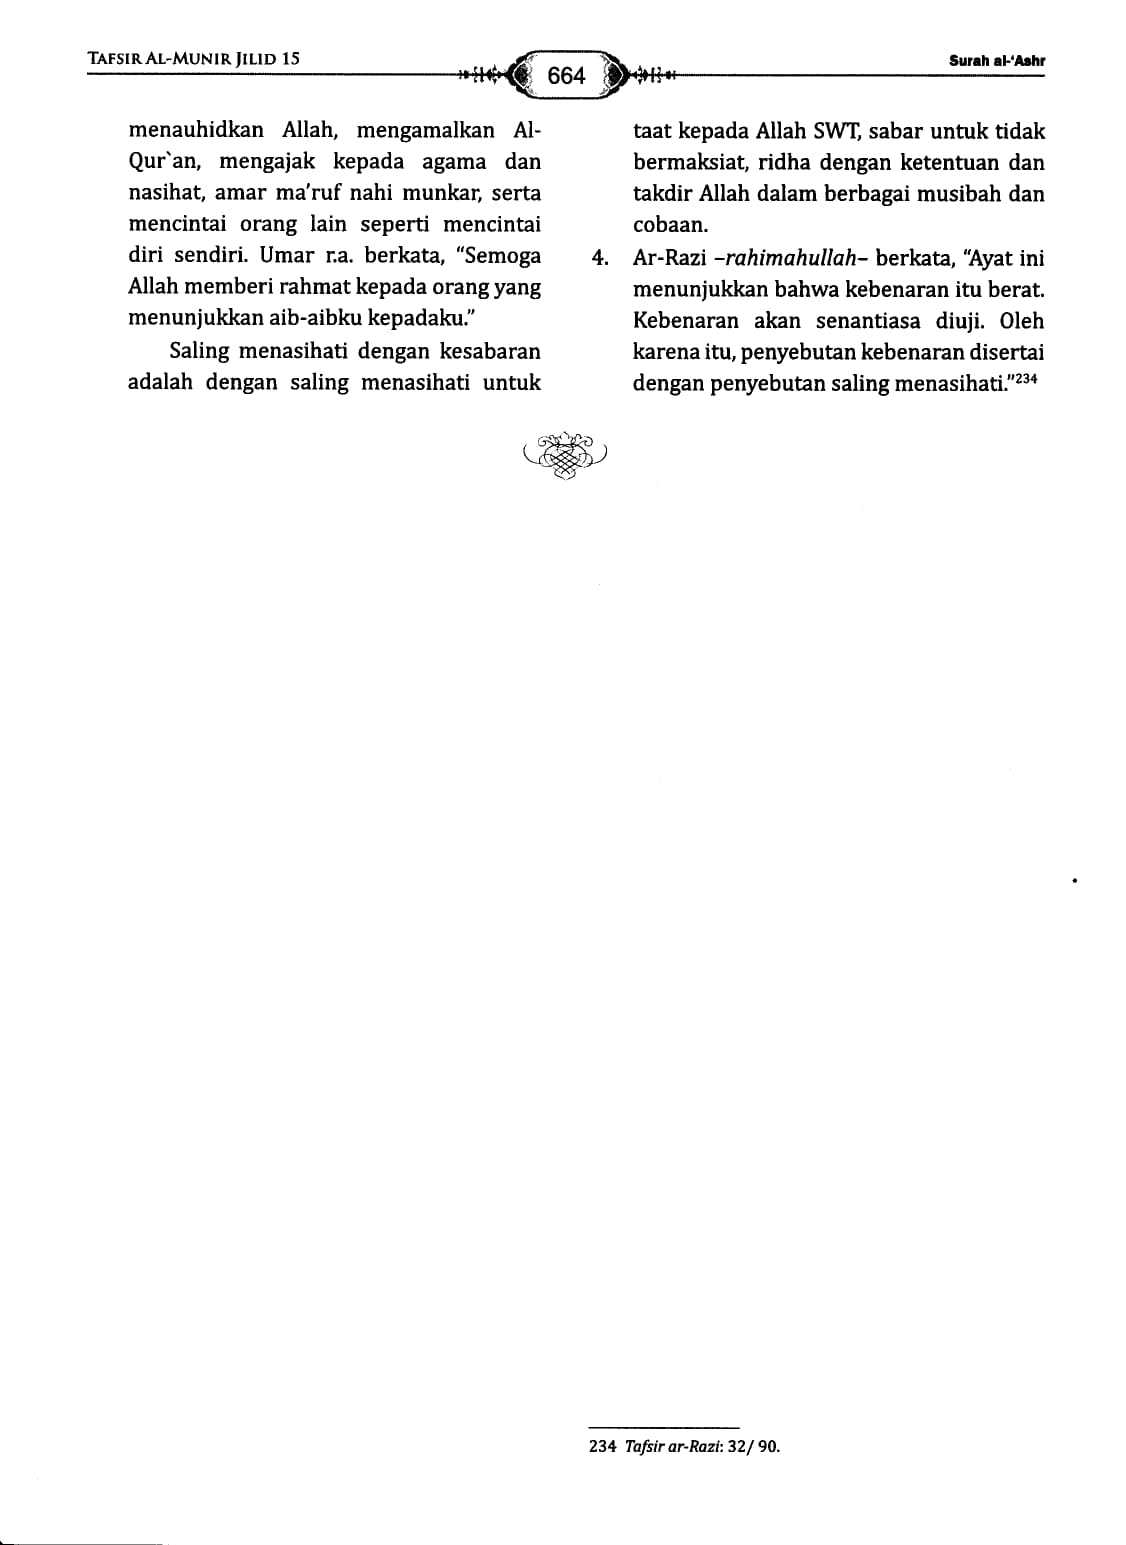 TAFSIR AL-MUNIR JILID 15
664
Surah al-‘Ashr
menauhidkan Allah, mengamalkan Al-
Qur`an, mengajak kepada agama dan
nasihat, amar ma’ruf nahi munkar, serta
mencintai orang lain seperti mencintai
diri sendiri. Umar r.a. berkata, “Semoga
Allah memberi rahmat kepada orang yang
menunjukkan aib-aibku kepadaku.”
Saling menasihati dengan kesabaran
adalah dengan saling menasihati untuk
taat kepada Allah SWT, sabar untuk tidak
bermaksiat, ridha dengan ketentuan dan
takdir Allah dalam berbagai musibah dan
cobaan.
4. Ar-Razi –rahimahullah– berkata, “Ayat ini
menunjukkan bahwa kebenaran itu berat.
Kebenaran akan senantiasa diuji. Oleh
karena itu, penyebutan kebenaran disertai
dengan penyebutan saling menasihati.”234
234 Tafsir ar-Razi: 32/ 90.